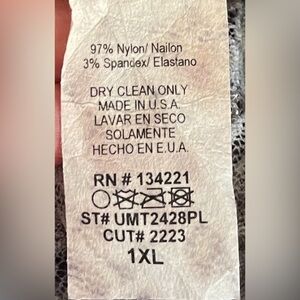 97% Nylon/ Nailon
3% Spandex/ Elastano
DRY CLEAN ONLY
MADE IN U.S.A.
LAVAR EN SECO
SOLAMENTE
HECHO EN E.U.A.
RN # 134221
ST# UMT2428PL
CUT# 2223
1XL